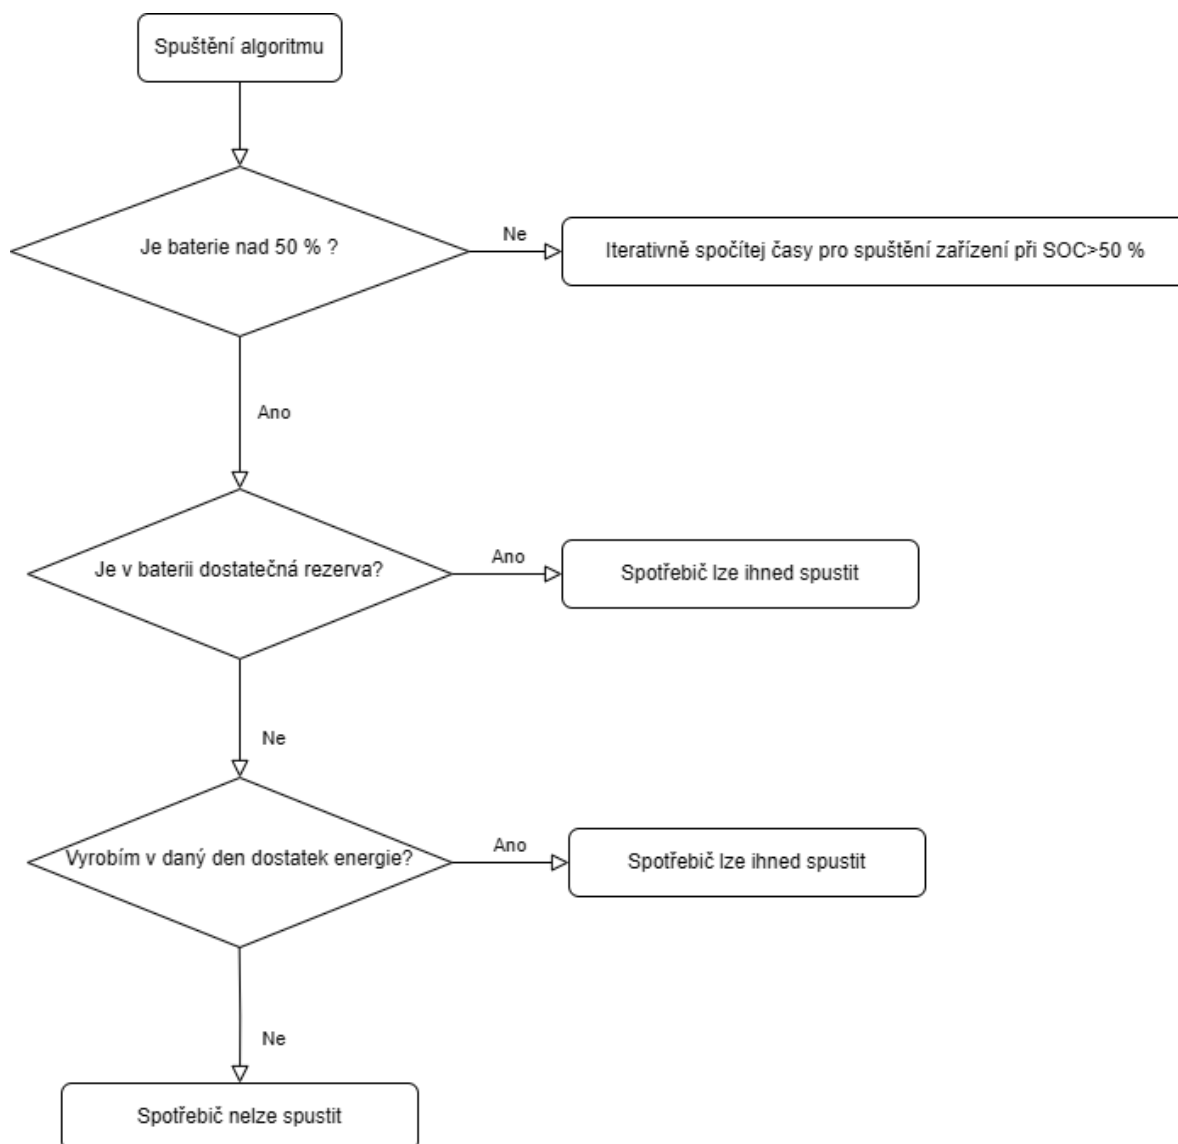 Spuštění algoritmu
Je baterie nad 50 % ?
Ne
Iterativně spočítej časy pro spuštění zařízení při SOC>50 %
Ano
Je v baterii dostatečná rezerva?
Ano
Spotřebič lze ihned spustit
Ne
Vyrobím v daný den dostatek energie?
Ano
Spotřebič lze ihned spustit
Ne
Spotřebič nelze spustit